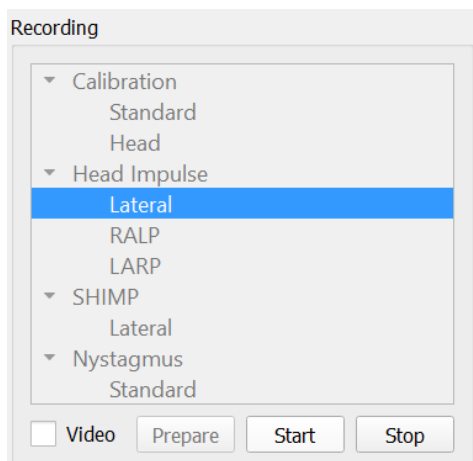 Recording
Calibration
Standard
Head
Head Impulse
Lateral
RALP
LARP
SHIMP
Lateral
Nystagmus
Standard
Video Prepare Start Stop